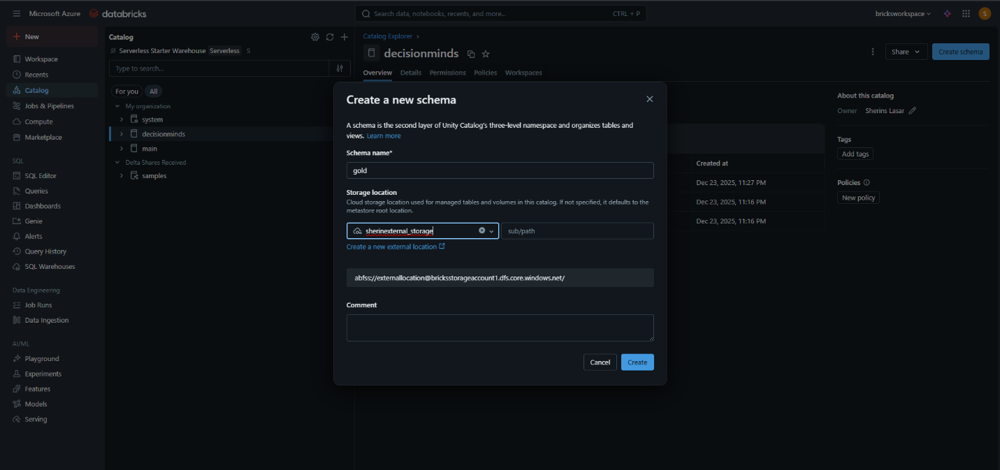 Microsoft Azure databricks
Search data, notebooks, recents, and more... CTRL + P
bricksworkspace
S
New
Workspace
Recents
Catalog
Jobs & Pipelines
Compute
Marketplace
SQL
SQL Editor
Queries
Dashboards
Genie
Alerts
Query History
SQL Warehouses
Data Engineering
Job Runs
Data Ingestion
AI/ML
Playground
Experiments
Features
Models
Serving
Catalog
Serverless Starter Warehouse Serverless S
Type to search...
For you All
My organization
system
decisionminds
main
Delta Shares Received
samples
Catalog Explorer >
decisionminds
Share
Create schema
Overview Details Permissions Policies Workspaces
Create a new schema
A schema is the second layer of Unity Catalog's three-level namespace and organizes tables and
views. Learn more
Schema name*
gold
Storage location
Cloud storage location used for managed tables and volumes in this catalog. If not specified, it defaults to the
metastore root location.
sherinexternal_storage
sub/path
Create a new external location
abfss://externallocation@bricksstorageaccount1.dfs.core.windows.net/
Comment
Cancel Create
Created at
Dec 23, 2025, 11:27 PM
Dec 23, 2025, 11:16 PM
Dec 23, 2025, 11:16 PM
About this catalog
Owner Sherins Lasar
Tags
Add tags
Policies
New policy